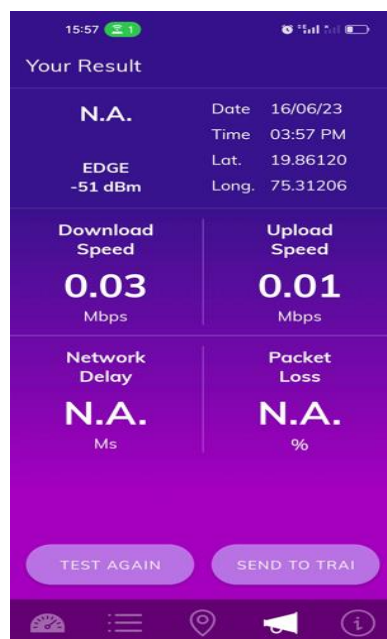 15:57 1
Your Result
N.A.
EDGE
-51 dBm
Date 16/06/23
Time 03:57 PM
Lat. 19.86120
Long. 75.31206
Download
Speed
0.03
Mbps
Upload
Speed
0.01
Mbps
Network
Delay
N.A.
Ms
Packet
Loss
N.A.
%
TEST AGAIN
SEND TO TRAI